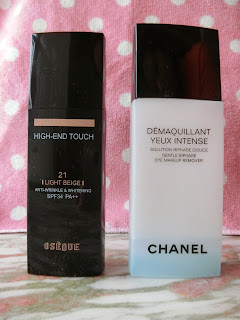 HIGH-END TOUCH
21
‖ LIGHT BEIGE ‖
ANTI-WRINKLE & WHITENING
SPF34 PA++
OSÈQUE
DÉMAQUILLANT
YEUX INTENSE
SOLUTION BIPHASE DOUCE
GENTLE BIPHASE
EYE MAKEUP REMOVER
CHANEL